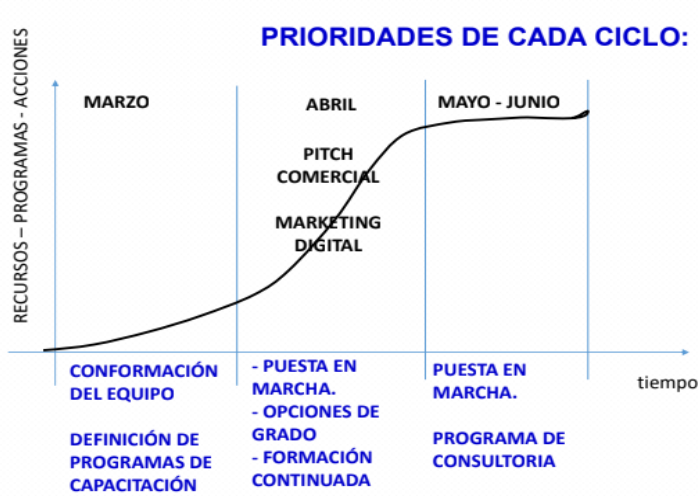 PRIORIDADES DE CADA CICLO:
RECURSOS – PROGRAMAS - ACCIONES
MARZO
ABRIL
MAYO - JUNIO
PITCH
COMERCIAL
MARKETING
DIGITAL
tiempo
CONFORMACIÓN
DEL EQUIPO
DEFINICIÓN DE
PROGRAMAS DE
CAPACITACIÓN
- PUESTA EN
MARCHA.
- OPCIONES DE
GRADO
- FORMACIÓN
CONTINUADA
PUESTA EN
MARCHA.
PROGRAMA DE
CONSULTORIA